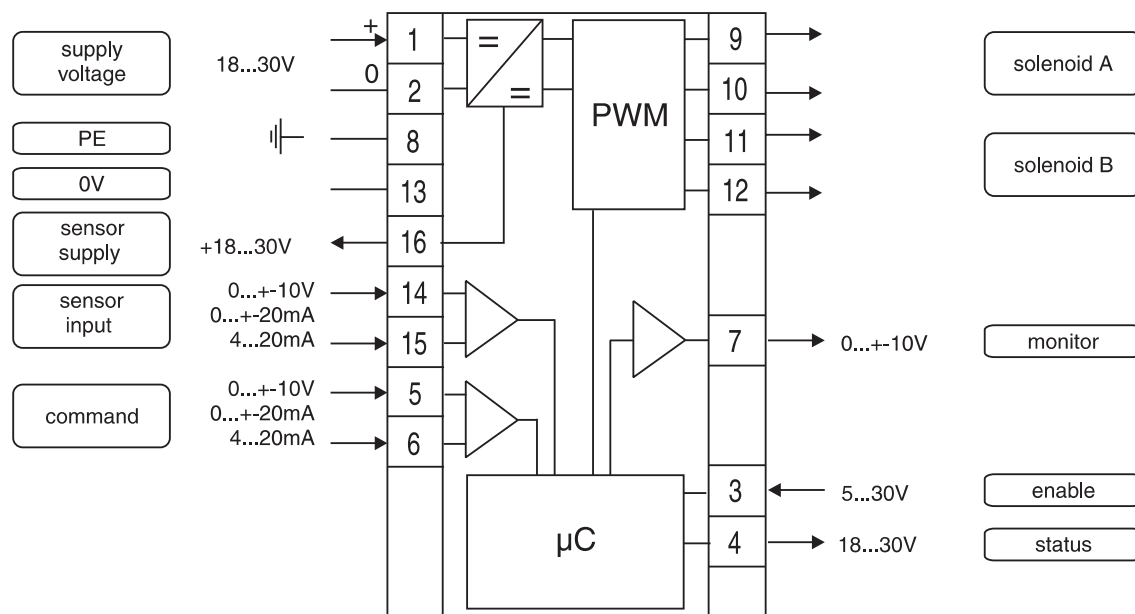 supply
voltage
18...30V
+
0
1
2
=
=
PWM
9
10
11
12
solenoid A
solenoid B
PE
8
0V
13
sensor
supply
+18...30V
16
sensor
input
0...+-10V
0...+-20mA
4...20mA
14
15
7
0...+-10V
monitor
command
0...+-10V
0...+-20mA
4...20mA
5
6
µC
3
5...30V
enable
4
18...30V
status